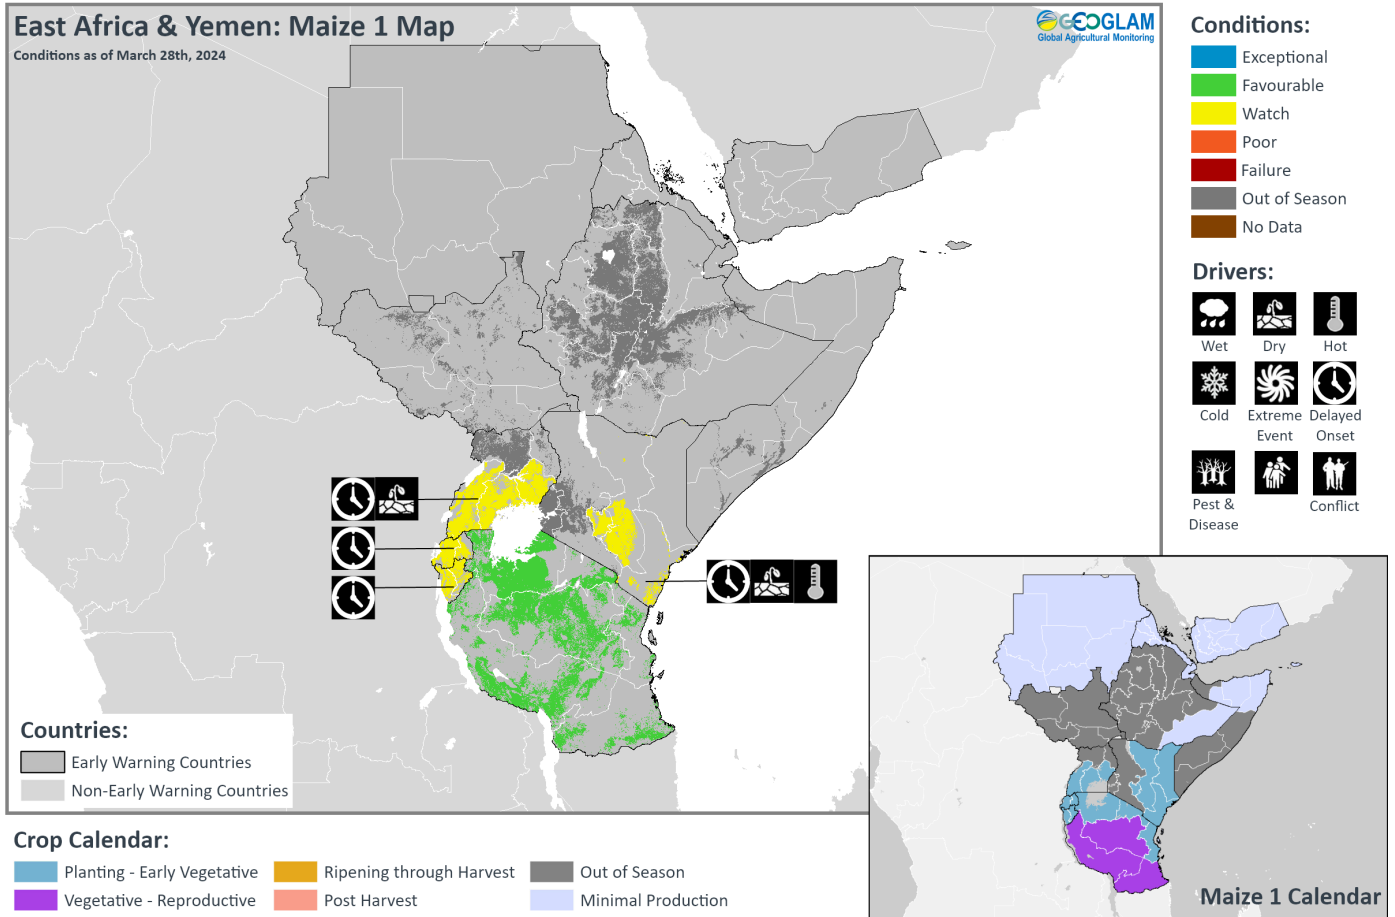 East Africa & Yemen: Maize 1 Map
Conditions as of March 28th, 2024
GEOGLAM
Global Agricultural Monitoring
Conditions:
Exceptional
Favourable
Watch
Poor
Failure
Out of Season
No Data
Drivers:
Wet
Dry
Hot
Cold
Extreme Event
Delayed Onset
Pest & Disease
Conflict
Countries:
Early Warning Countries
Non-Early Warning Countries
Crop Calendar:
Planting - Early Vegetative
Ripening through Harvest
Out of Season
Vegetative - Reproductive
Post Harvest
Minimal Production
Maize 1 Calendar